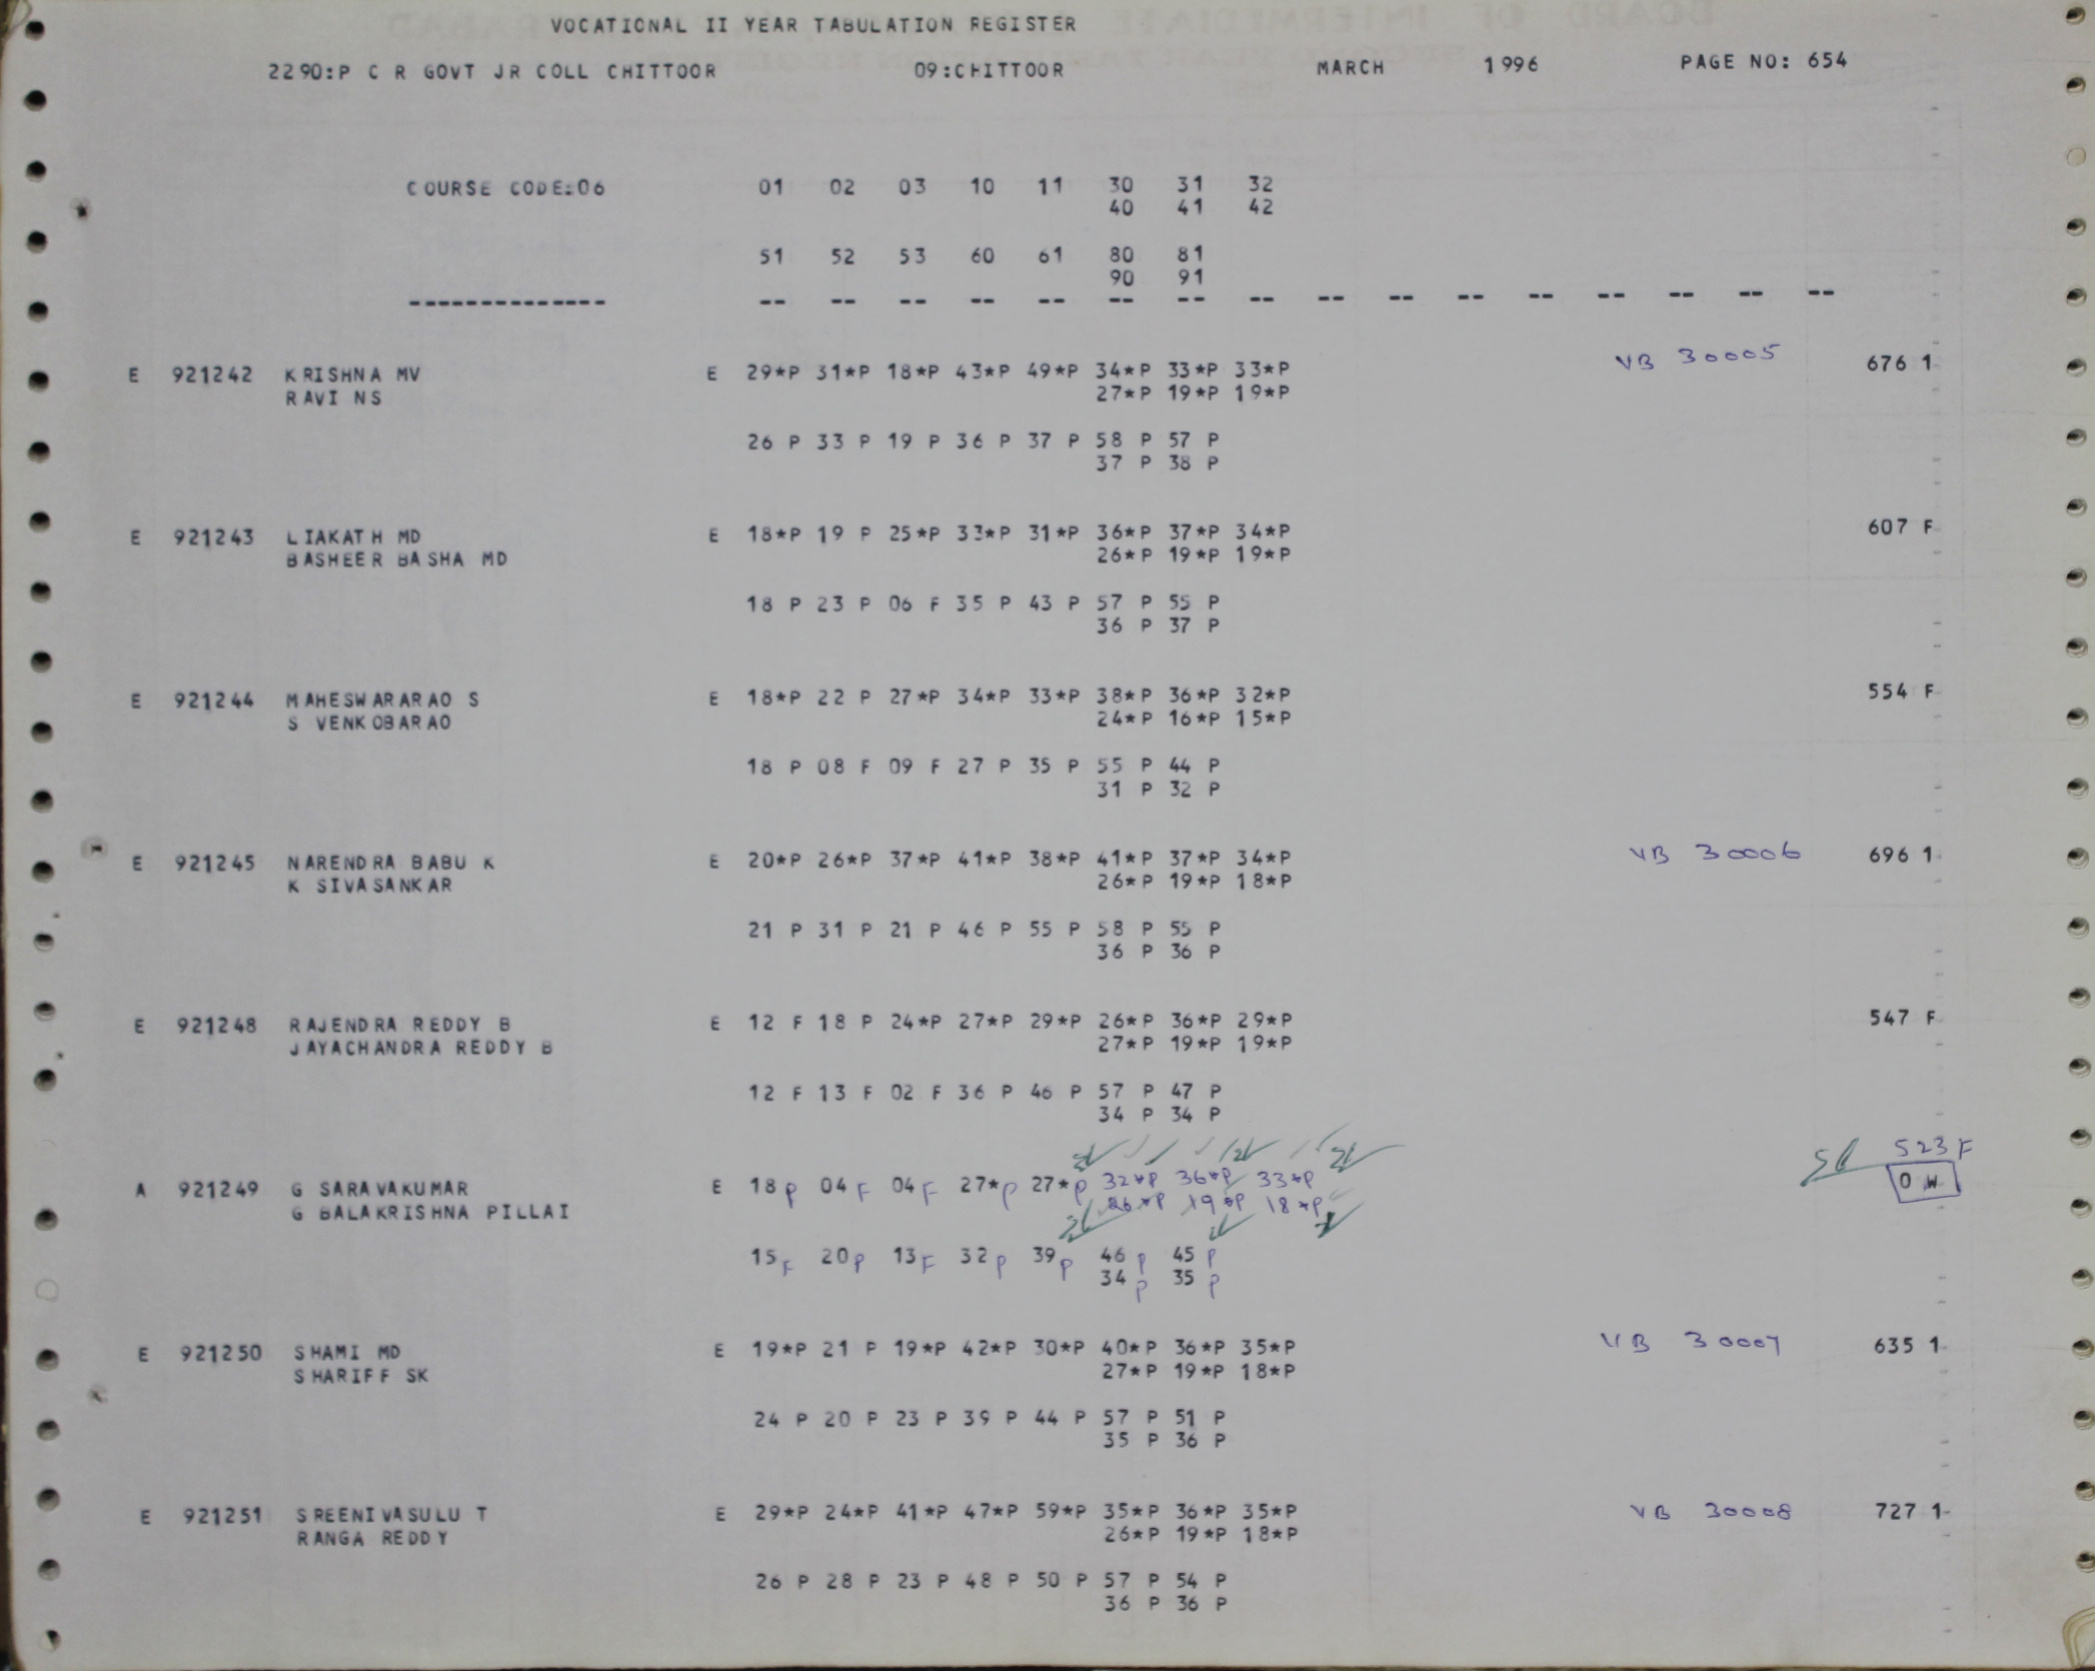 VOCATIONAL II YEAR TABULATION REGISTER
2290:P C R GOVT JR COLL CHITTOOR 09:CHITTOOR MARCH 1996 PAGE NO: 654
COURSE CODE:06 01 02 03 10 11 30 31 32
40 41 42
51 52 53 60 61 80 81
90 91
-------------- -- -- -- -- -- -- -- -- -- -- -- -- -- -- -- --
E 921242 KRISHNA MV E 29*P 31*P 18*P 43*P 49*P 34*P 33*P 33*P VB 30005 676 1
RAVI NS 27*P 19*P 19*P
26 P 33 P 19 P 36 P 37 P 58 P 57 P
37 P 38 P
E 921243 LIAKATH MD E 18*P 19 P 25*P 33*P 31*P 36*P 37*P 34*P 607 F
BASHEER BASHA MD 26*P 19*P 19*P
18 P 23 P 06 F 35 P 43 P 57 P 55 P
36 P 37 P
E 921244 MAHESWARARAO S E 18*P 22 P 27*P 34*P 33*P 38*P 36*P 32*P 554 F
S VENKOBARAO 24*P 16*P 15*P
18 P 08 F 09 F 27 P 35 P 55 P 44 P
31 P 32 P
E 921245 NARENDRA BABU K E 20*P 26*P 37*P 41*P 38*P 41*P 37*P 34*P VB 30006 696 1
K SIVASANKAR 26*P 19*P 18*P
21 P 31 P 21 P 46 P 55 P 58 P 55 P
36 P 36 P
E 921248 RAJENDRA REDDY B E 12 F 18 P 24*P 27*P 29*P 26*P 36*P 29*P 547 F
JAYACHANDRA REDDY B 27*P 19*P 19*P
12 F 13 F 02 F 36 P 46 P 57 P 47 P
34 P 34 P
A 921249 G SARAVAKUMAR E 18 P 04 F 04 F 27*P 27*P 32*P 36*P 33*P 523 F
G BALAKRISHNA PILLAI 26*P 19*P 18*P O W
15 F 20 P 13 F 32 P 39 P 46 P 45 P
34 P 35 P
E 921250 SHAMI MD E 19*P 21 P 19*P 42*P 30*P 40*P 36*P 35*P VB 30007 635 1
SHARIFF SK 27*P 19*P 18*P
24 P 20 P 23 P 39 P 44 P 57 P 51 P
35 P 36 P
E 921251 SREENIVASULU T E 29*P 24*P 41*P 47*P 59*P 35*P 36*P 35*P VB 30008 727 1
RANGA REDDY 26*P 19*P 18*P
26 P 28 P 23 P 48 P 50 P 57 P 54 P
36 P 36 P